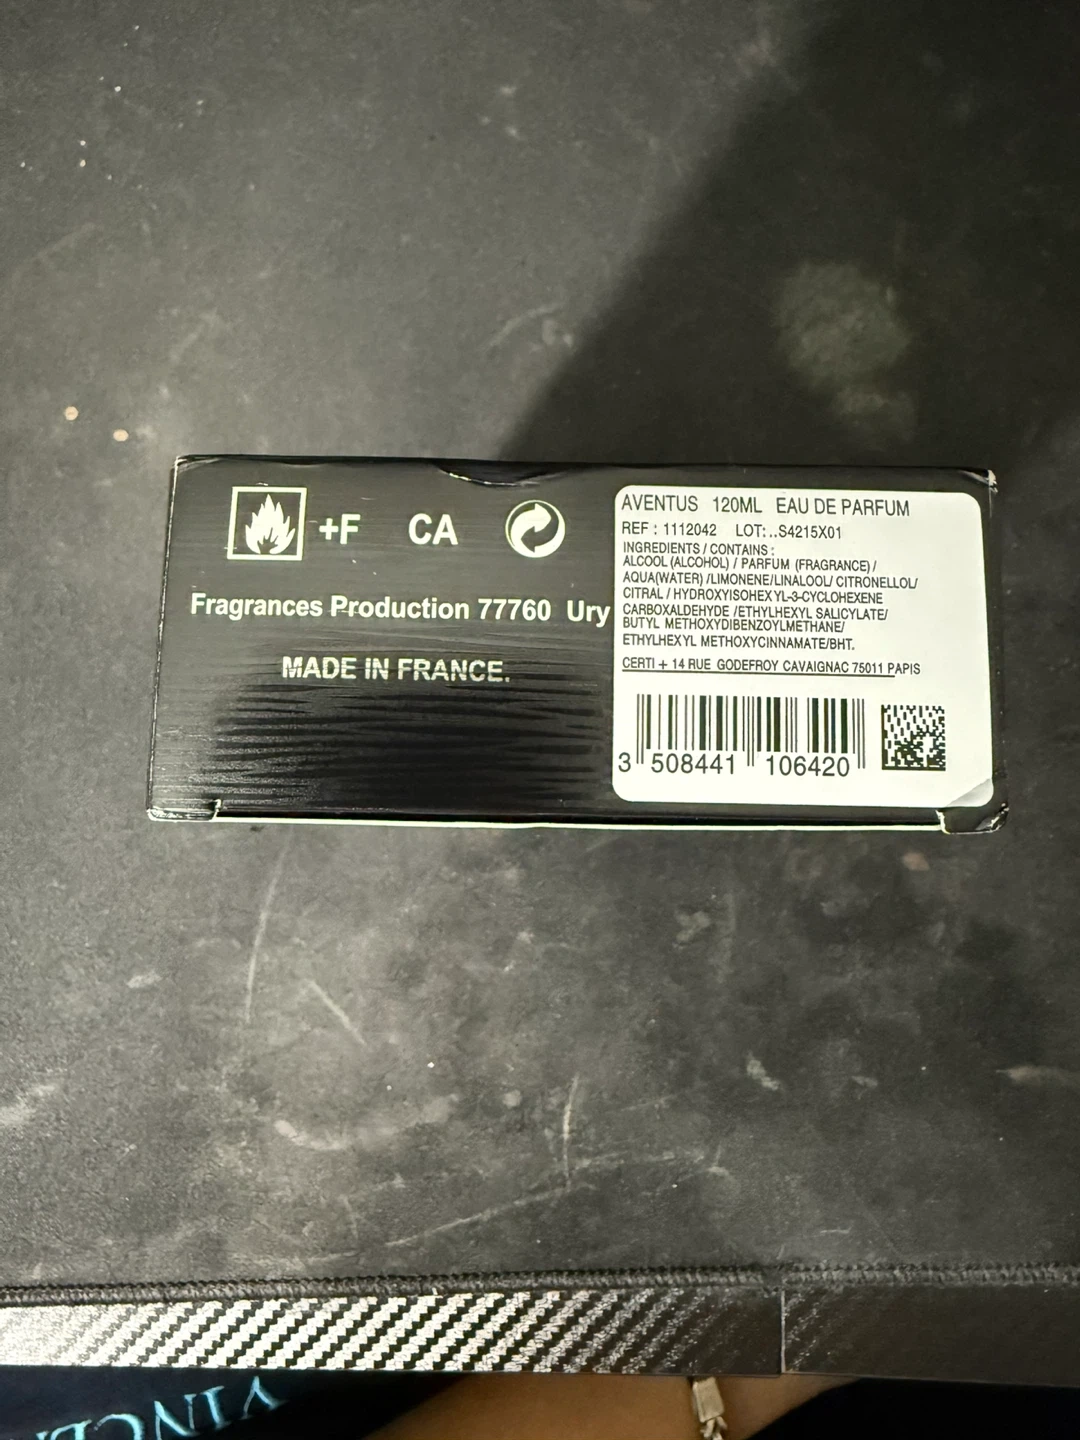 +F CA
Fragrances Production 77760 Ury
MADE IN FRANCE.
AVENTUS 120ML EAU DE PARFUM
REF : 1112042 LOT:..S4215X01
INGREDIENTS / CONTAINS :
ALCOOL (ALCOHOL) / PARFUM (FRAGRANCE) /
AQUA(WATER) /LIMONENE/LINALOOL/ CITRONELLOL/
CITRAL / HYDROXYISOHEXYL-3-CYCLOHEXENE
CARBOXALDEHYDE /ETHYLHEXYL SALICYLATE/
BUTYL METHOXYDIBENZOYLMETHANE/
ETHYLHEXYL METHOXYCINNAMATE/BHT.
CERTI + 14 RUE GODEFROY CAVAIGNAC 75011 PAPIS
3 508441 106420